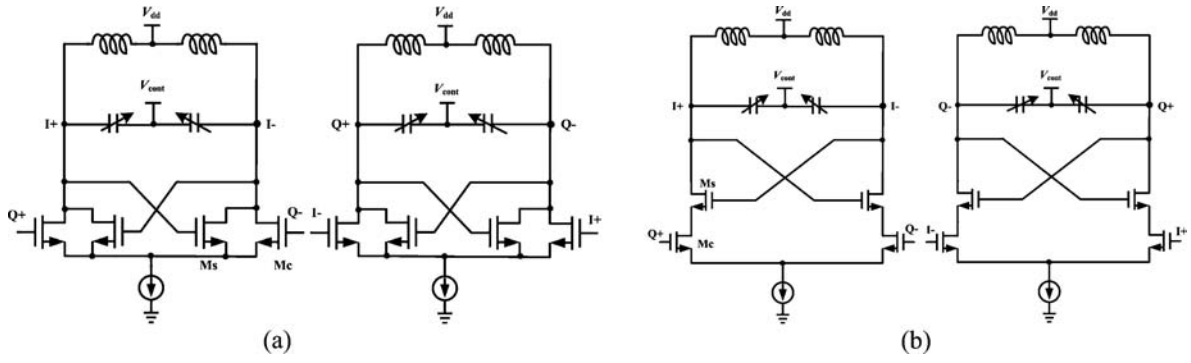 Vdd
Vcont
I+
I-
Q+
Q-
Ms
Mc
Vdd
Vcont
Q+
Q-
I-
I+
(a)
Vdd
Vcont
I+
I-
Ms
Q+
Mc
Q-
Vdd
Vcont
Q-
Q+
I-
I+
(b)